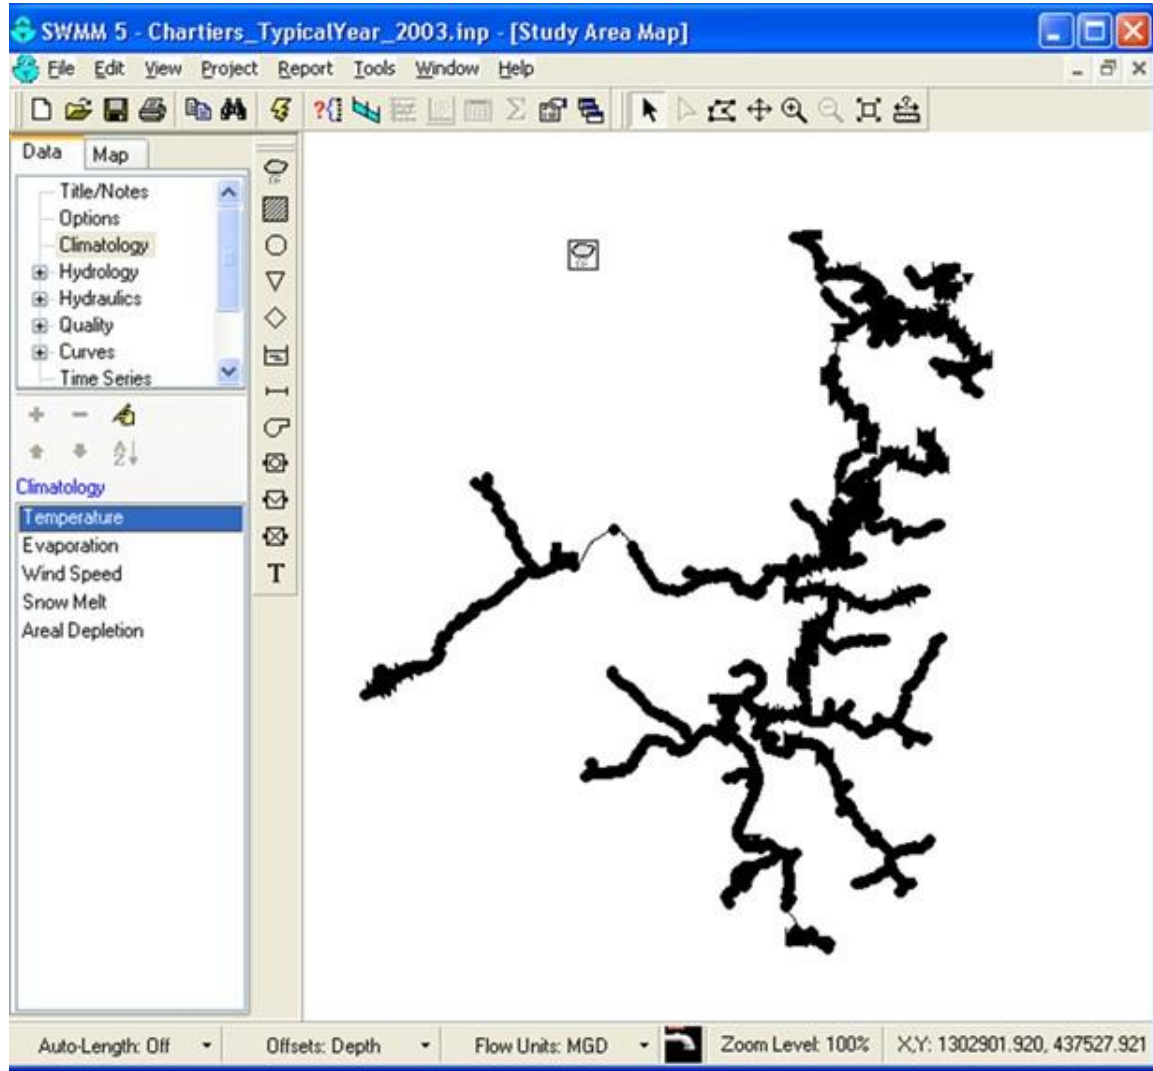 SWMM 5 - Chartiers_TypicalYear_2003.inp - [Study Area Map]
File Edit View Project Report Tools Window Help
Data Map
Title/Notes
Options
Climatology
Hydrology
Hydraulics
Quality
Curves
Time Series
Climatology
Temperature
Evaporation
Wind Speed
Snow Melt
Areal Depletion
T
Auto-Length: Off Offsets: Depth Flow Units: MGD Zoom Level: 100% X,Y: 1302901.920, 437527.921